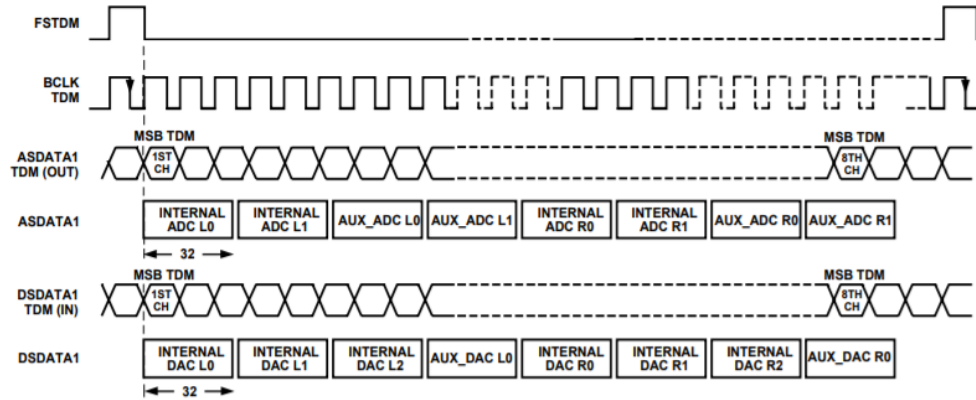 FSTDM
BCLK
TDM
MSB TDM
MSB TDM
ASDATA1
TDM (OUT)
1ST
CH
8TH
CH
ASDATA1
INTERNAL
ADC L0
INTERNAL
ADC L1
AUX_ADC L0
AUX_ADC L1
INTERNAL
ADC R0
INTERNAL
ADC R1
AUX_ADC R0
AUX_ADC R1
32
MSB TDM
MSB TDM
DSDATA1
TDM (IN)
1ST
CH
8TH
CH
DSDATA1
INTERNAL
DAC L0
INTERNAL
DAC L1
INTERNAL
DAC L2
AUX_DAC L0
INTERNAL
DAC R0
INTERNAL
DAC R1
INTERNAL
DAC R2
AUX_DAC R0
32